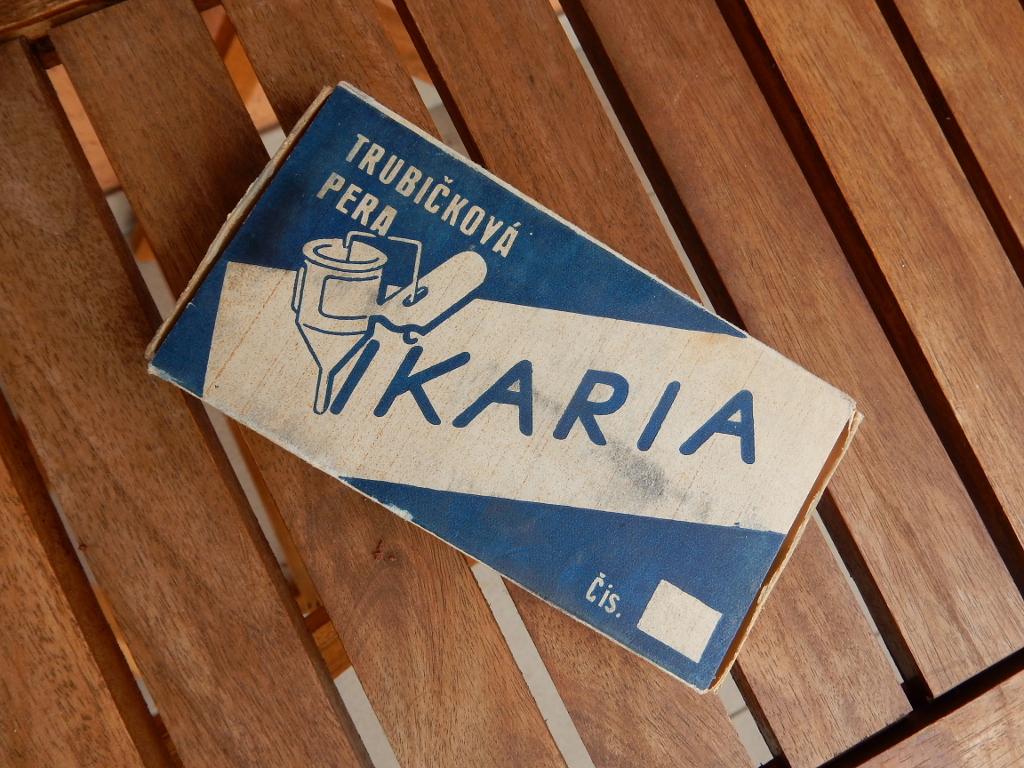 TRUBIČKOVÁ
PERA
IKARIA
Čís.